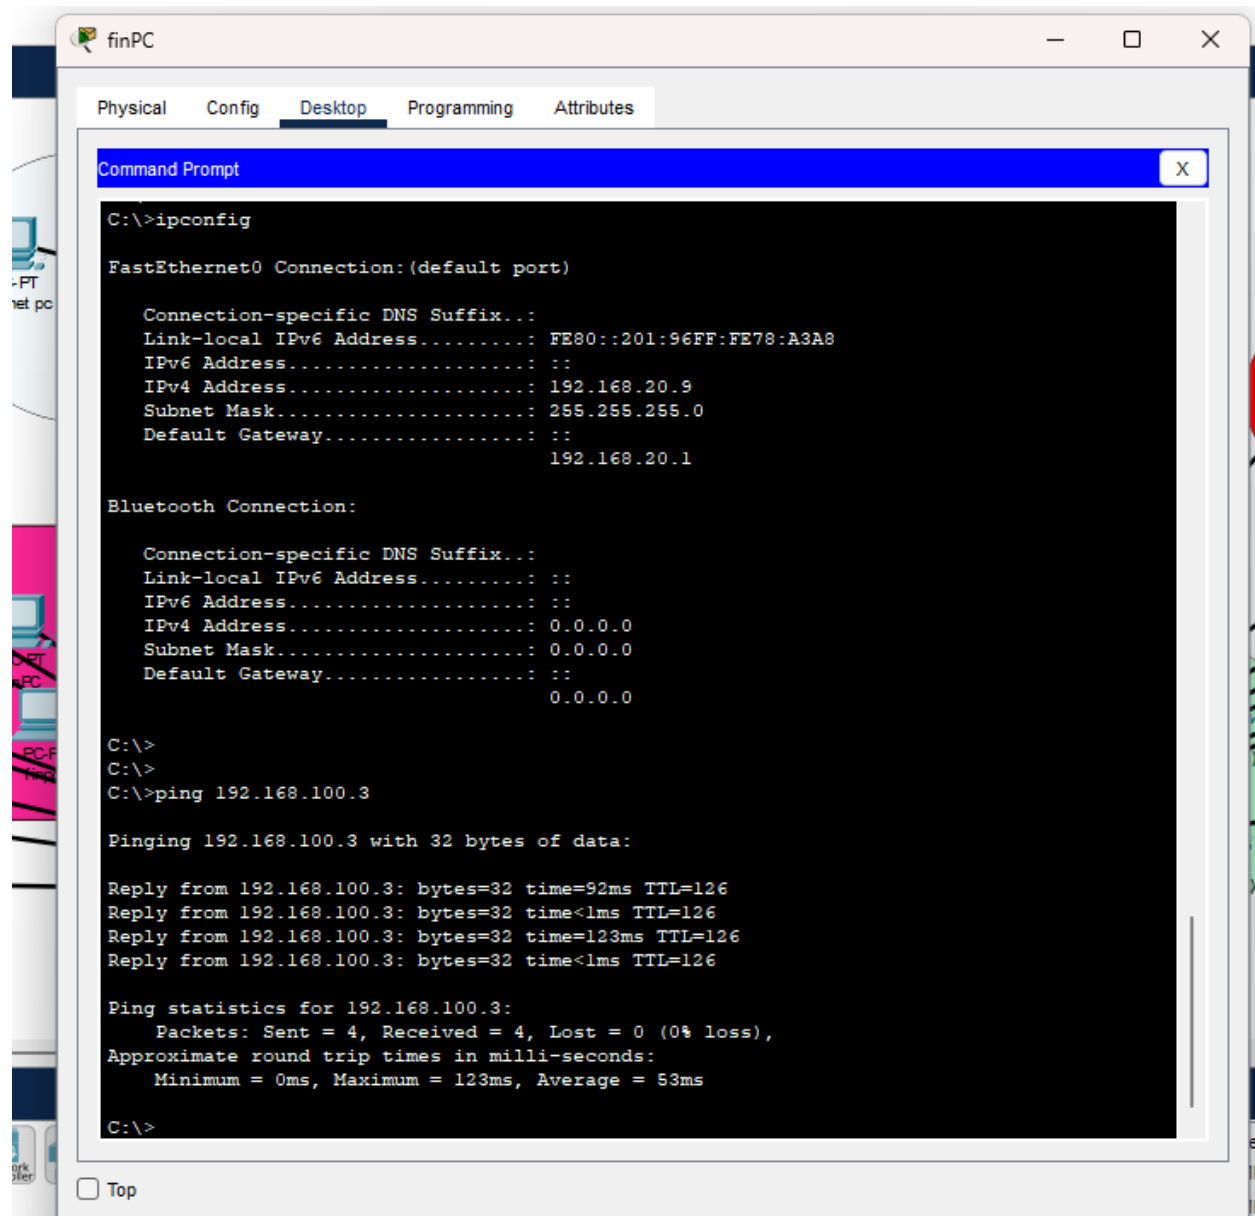 finPC
Physical Config Desktop Programming Attributes
Command Prompt
X
C:\>ipconfig
FastEthernet0 Connection:(default port)
Connection-specific DNS Suffix..:
Link-local IPv6 Address.........: FE80::201:96FF:FE78:A3A8
IPv6 Address....................: ::
IPv4 Address....................: 192.168.20.9
Subnet Mask.....................: 255.255.255.0
Default Gateway.................: ::
192.168.20.1
Bluetooth Connection:
Connection-specific DNS Suffix..:
Link-local IPv6 Address.........: ::
IPv6 Address....................: ::
IPv4 Address....................: 0.0.0.0
Subnet Mask.....................: 0.0.0.0
Default Gateway.................: ::
0.0.0.0
C:\>
C:\>
C:\>ping 192.168.100.3
Pinging 192.168.100.3 with 32 bytes of data:
Reply from 192.168.100.3: bytes=32 time=92ms TTL=126
Reply from 192.168.100.3: bytes=32 time<1ms TTL=126
Reply from 192.168.100.3: bytes=32 time=123ms TTL=126
Reply from 192.168.100.3: bytes=32 time<1ms TTL=126
Ping statistics for 192.168.100.3:
Packets: Sent = 4, Received = 4, Lost = 0 (0% loss),
Approximate round trip times in milli-seconds:
Minimum = 0ms, Maximum = 123ms, Average = 53ms
C:\>
Top
-PT
net pc